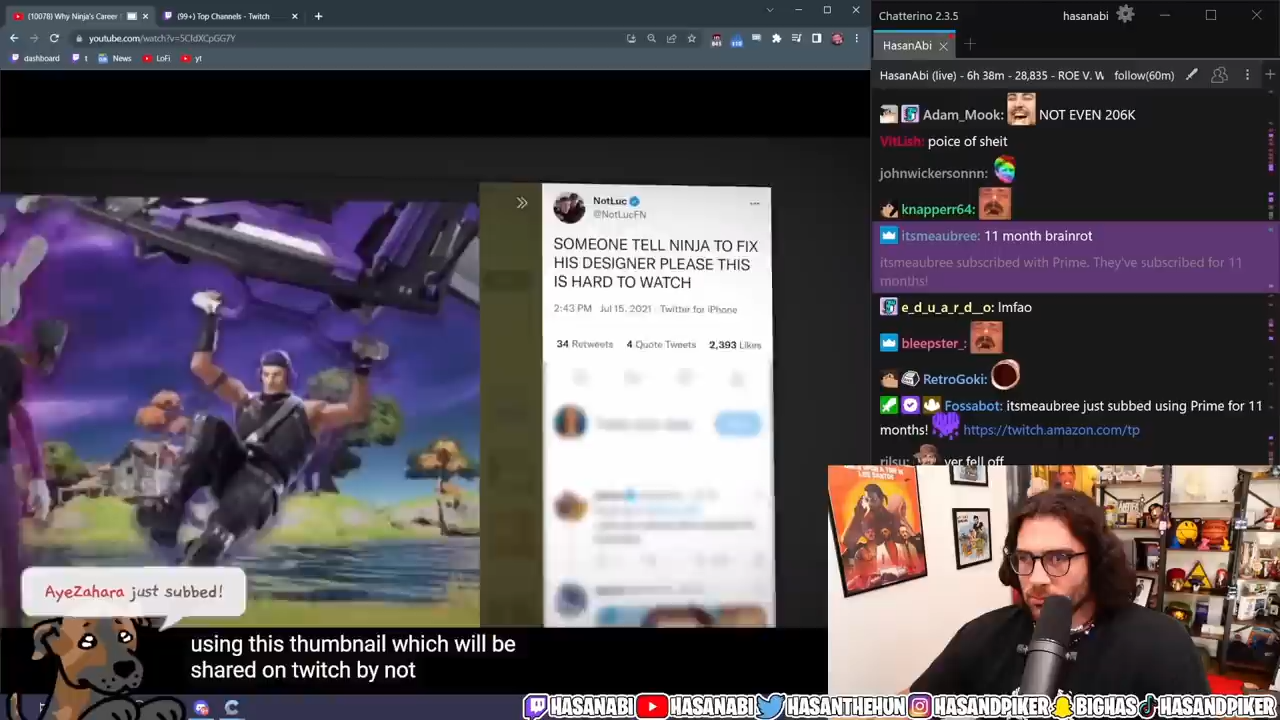 (10078) Why Ninja's Career
(99+) Top Channels - Twitch
youtube.com/watch?v=5CfdXCpGG7Y
dashboard
t
News
LoFi
yt
NotLuc
@NotLucFN
SOMEONE TELL NINJA TO FIX
HIS DESIGNER PLEASE THIS
IS HARD TO WATCH
2:43 PM Jul 15, 2021 Twitter for iPhone
34 Retweets 4 Quote Tweets 2,393 Likes
AyeZahara just subbed!
using this thumbnail which will be
shared on twitch by not
Chatterino 2.3.5
hasanabi
HasanAbi
HasanAbi (live) - 6h 38m - 28,835 - ROE V. W
follow(60m)
Adam_Mook: NOT EVEN 206K
VitLish: poice of sheit
johnwickersonnn:
knapperr64:
itsmeaubree: 11 month brainrot
itsmeaubree subscribed with Prime. They've subscribed for 11
months!
e_d_u_a_r_d__o: lmfao
bleepster_:
RetroGoki:
Fossabot: itsmeaubree just subbed using Prime for 11
months! https://twitch.amazon.com/tp
ver fell off
HASANABI HASANABI HASANTHEHUN HASANDPIKER BIGHAS HASANDPIKER